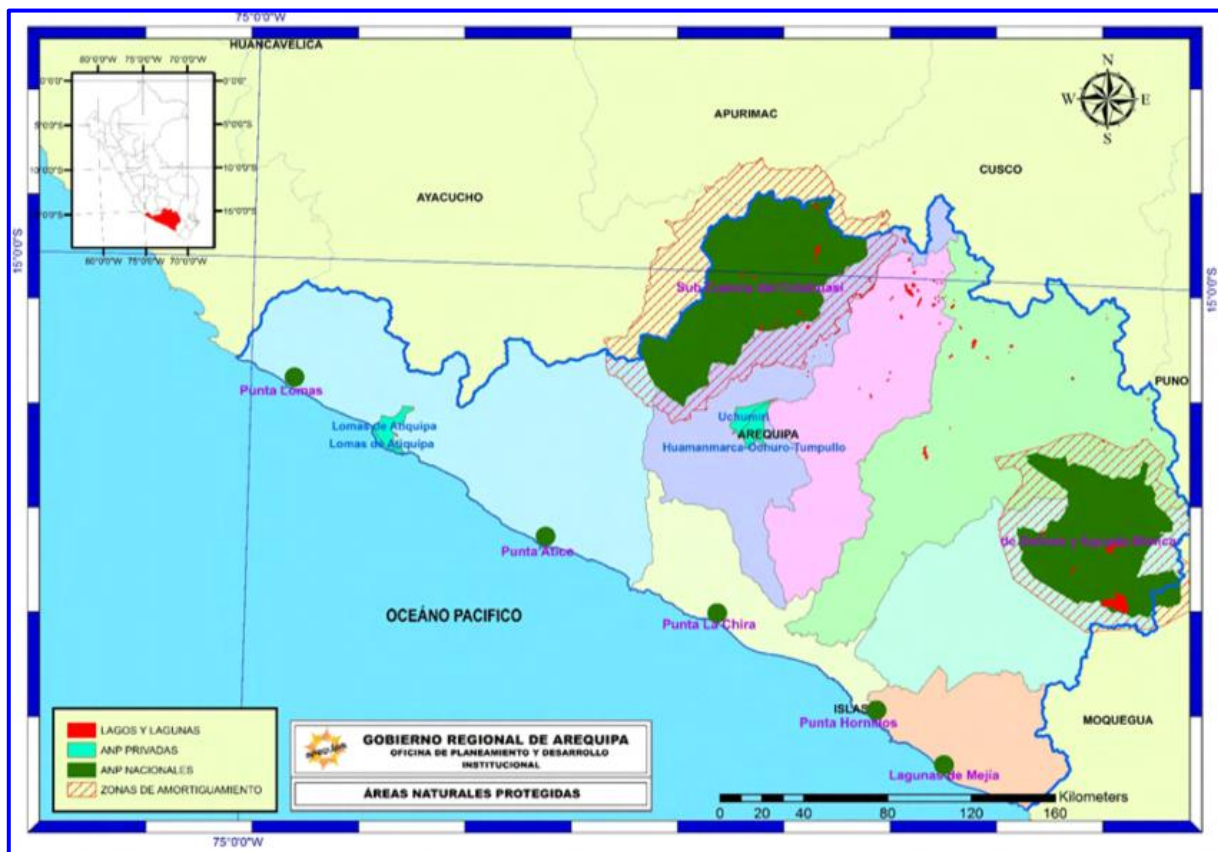 75°0'0"W
HUANCAVELICA
80°0'0"W 75°0'0"W 70°0'0"W
0°0'0"S
5°0'0"S
10°0'0"S
15°0'0"S
80°0'0"W 75°0'0"W 70°0'0"W
N
W E
S
APURIMAC
CUSCO
AYACUCHO
15°0'0"S
15°0'0"S
PUNO
Punta Lomas
Lomas de Atiquipa
Lomas de Atiquipa
Uchumiri
AREQUIPA
Huamanmarca-Ochuro-Tumpullo
Punta Atico
OCEÁNO PACIFICO
Punta La Chira
ISLAS
Punta Hornillos
MOQUEGUA
Lagunas de Mejía
LAGOS Y LAGUNAS
ANP PRIVADAS
ANP NACIONALES
ZONAS DE AMORTIGUAMIENTO
GOBIERNO REGIONAL DE AREQUIPA
OFICINA DE PLANEAMIENTO Y DESARROLLO
INSTITUCIONAL
ÁREAS NATURALES PROTEGIDAS
Kilometers
0 20 40 80 120 160
75°0'0"W